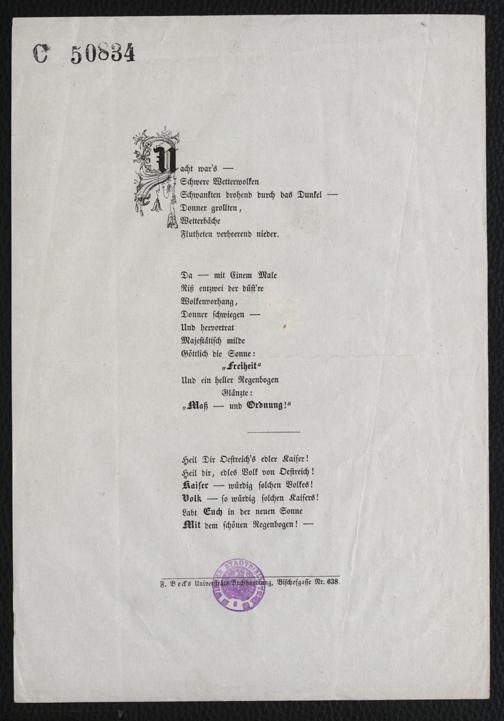 C 50834
Nacht war's —
Schwere Wetterwolken
Schwankten drohend durch das Dunkel —
Donner grollten,
Wetterbäche
Flutheten verheerend nieder.
Da — mit Einem Male
Riß entzwei der düst're
Wolkenvorhang,
Donner schwiegen —
Und hervortrat
Majestätisch milde
Göttlich die Sonne:
„Freiheit“
Und ein heller Regenbogen
Glänzte:
„Maß — und Ordnung!“
Heil Dir Oestreich's edler Kaiser!
Heil dir, edles Volk von Oestreich!
Kaiser — würdig solchen Volkes!
Volk — so würdig solchen Kaisers!
Labt Euch in der neuen Sonne
Mit dem schönen Regenbogen! —
F. Beck's Universitäts-Buchhandlung, Bischofgasse Nr. 638.